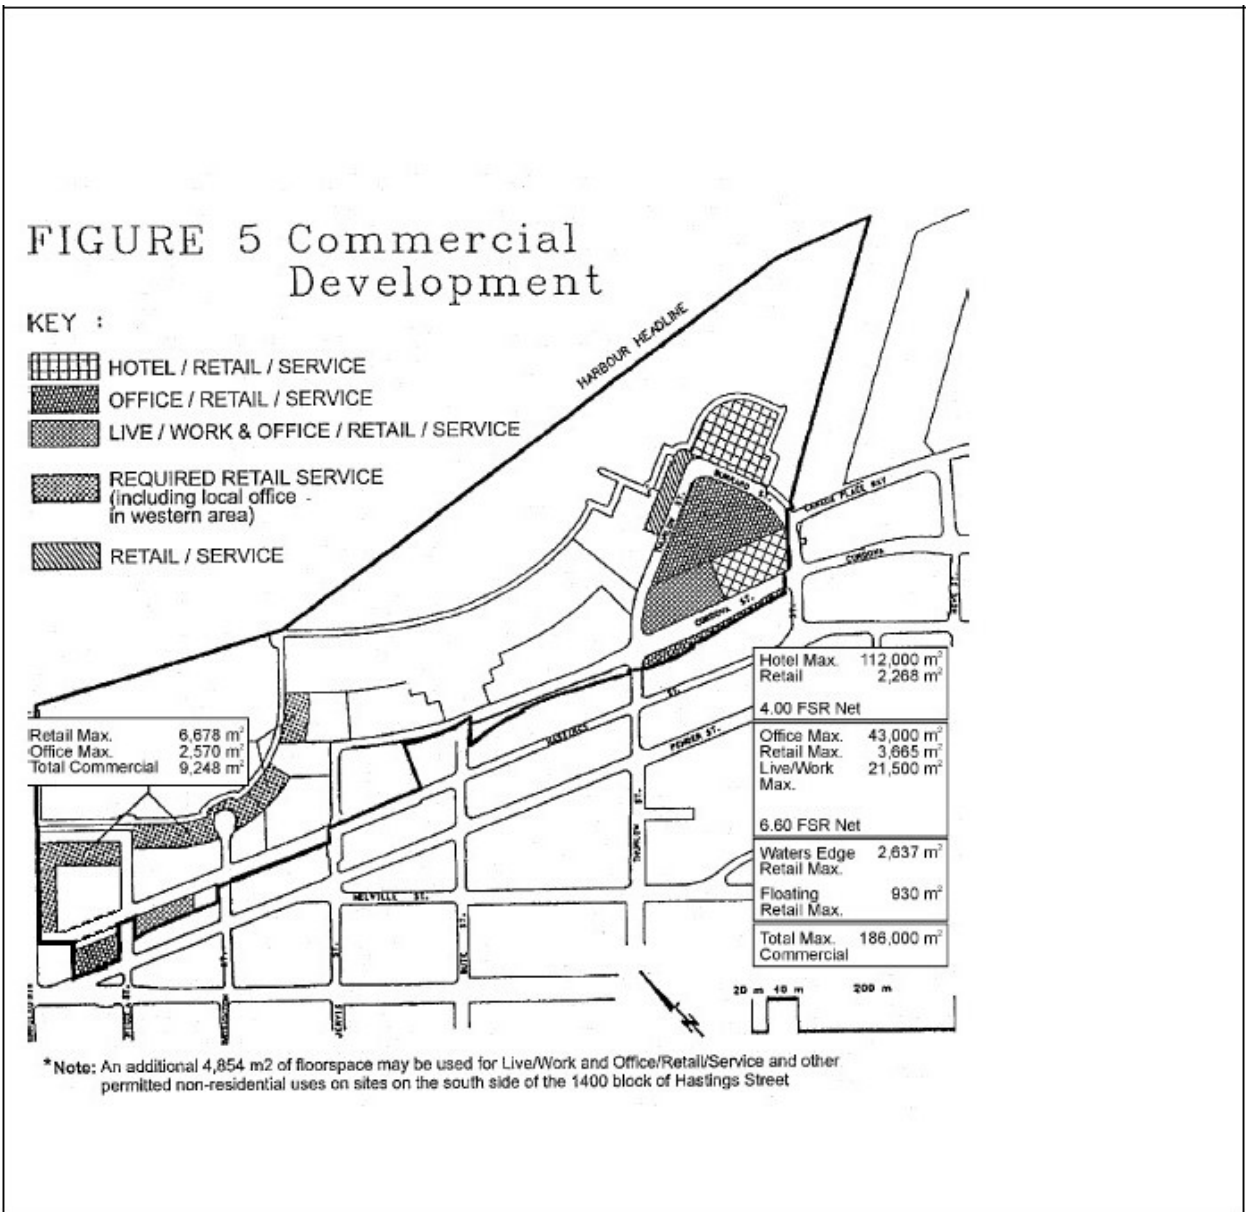 FIGURE 5 Commercial
Development
KEY :
HOTEL / RETAIL / SERVICE
OFFICE / RETAIL / SERVICE
LIVE / WORK & OFFICE / RETAIL / SERVICE
REQUIRED RETAIL SERVICE
(including local office -
in western area)
RETAIL / SERVICE
HARBOUR HEADLINE
BURRARD ST.
CANADA PLACE WAY
CORDOVA
CORDOVA ST.
ST.
HASTINGS
ST.
PENDER ST.
THURLOW ST.
MELVILLE ST.
BUTE ST.
JERVIS
ST.
ST.
Retail Max. 6,678 m²
Office Max. 2,570 m²
Total Commercial 9,248 m²
Hotel Max. 112,000 m²
Retail 2,268 m²
4.00 FSR Net
Office Max. 43,000 m²
Retail Max. 3,665 m²
Live/Work 21,500 m²
Max.
6.60 FSR Net
Waters Edge 2,637 m²
Retail Max.
Floating 930 m²
Retail Max.
Total Max. 186,000 m²
Commercial
20 m 40 m 200 m
N
*Note: An additional 4,854 m2 of floorspace may be used for Live/Work and Office/Retail/Service and other
permitted non-residential uses on sites on the south side of the 1400 block of Hastings Street